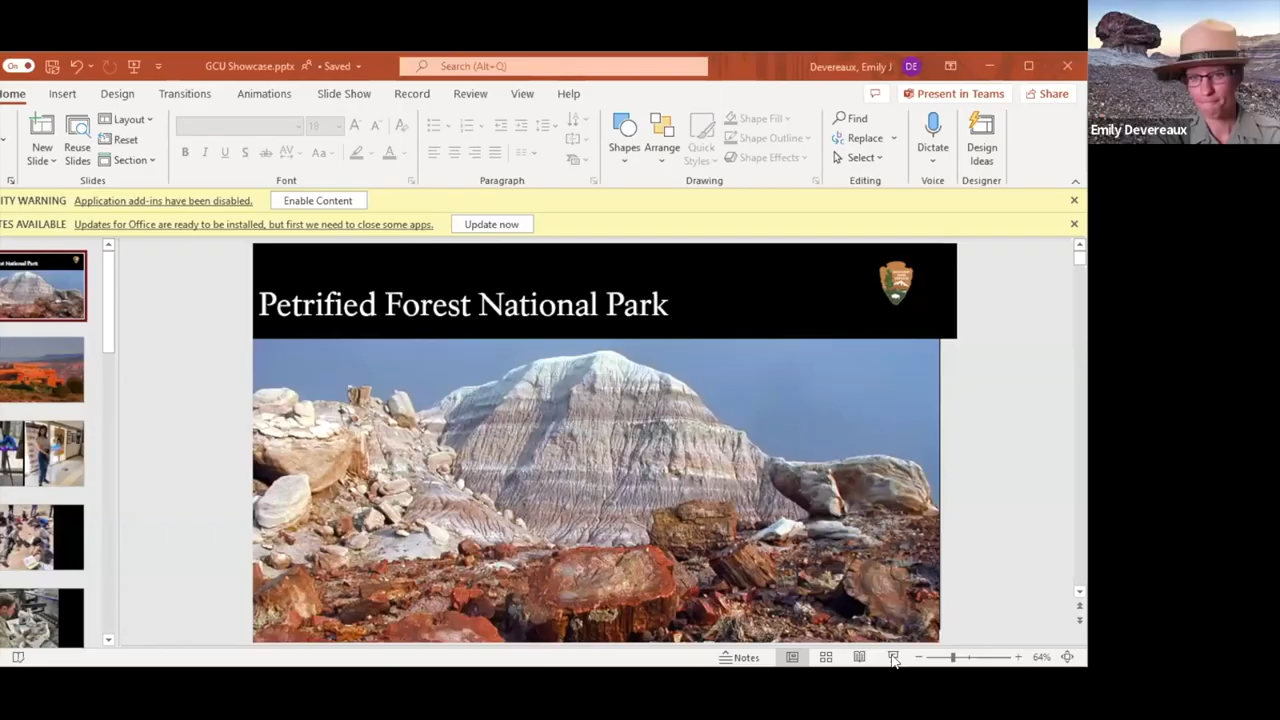 On
GCU Showcase.pptx
• Saved
Search (Alt+Q)
Devereaux, Emily J
DE
Home
Insert
Design
Transitions
Animations
Slide Show
Record
Review
View
Help
Present in Teams
Share
New
Slides
Reuse
Slides
Layout
Reset
Section
Slides
18
Font
Paragraph
Shapes
Arrange
Quick
Styles
Shape Fill
Shape Outline
Shape Effects
Drawing
Find
Replace
Select
Editing
Dictate
Voice
Design
Ideas
Designer
ITY WARNING Application add-ins have been disabled. Enable Content
TES AVAILABLE Updates for Office are ready to be installed, but first we need to close some apps. Update now
Petrified Forest National Park
Notes
64%
Emily Devereaux